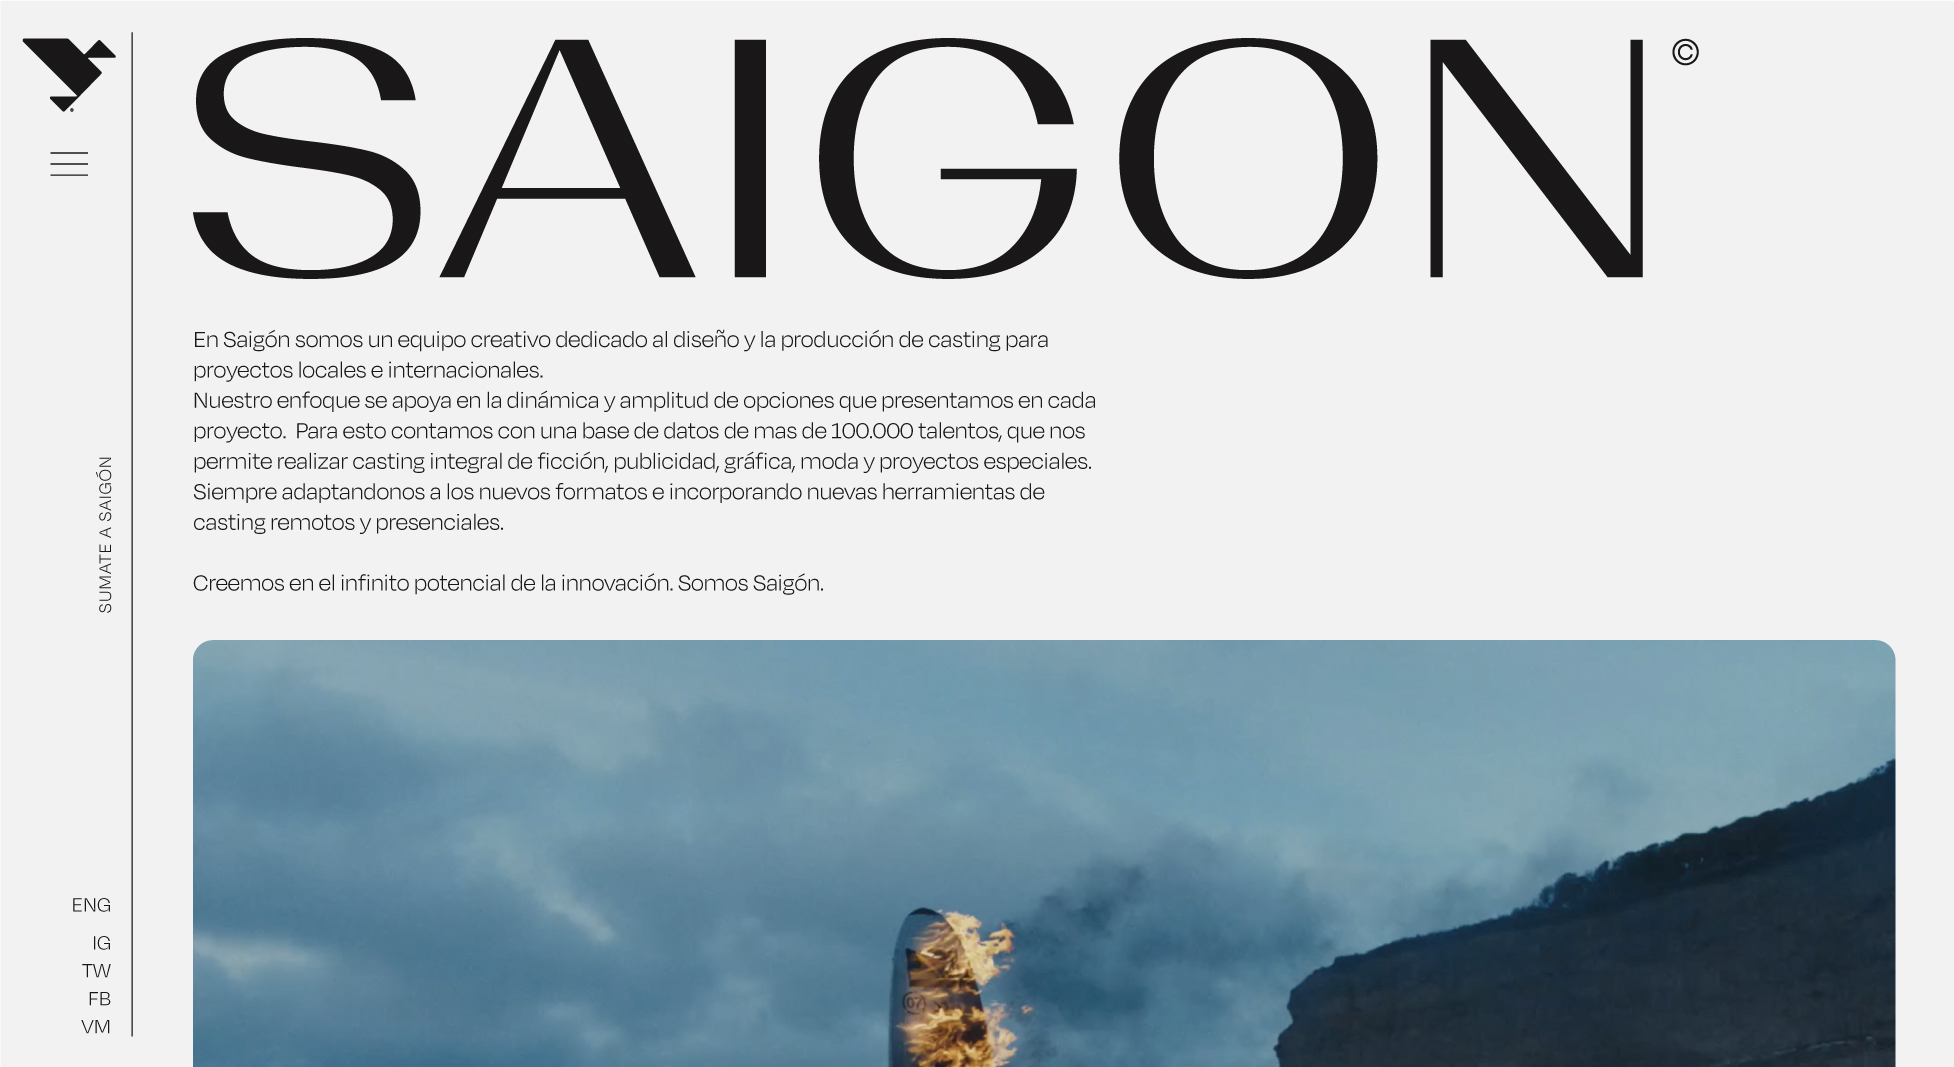 SAIGON©
En Saigón somos un equipo creativo dedicado al diseño y la producción de casting para
proyectos locales e internacionales.
Nuestro enfoque se apoya en la dinámica y amplitud de opciones que presentamos en cada
proyecto.  Para esto contamos con una base de datos de mas de 100.000 talentos, que nos
permite realizar casting integral de ficción, publicidad, gráfica, moda y proyectos especiales.
Siempre adaptandonos a los nuevos formatos e incorporando nuevas herramientas de
casting remotos y presenciales.
Creemos en el infinito potencial de la innovación. Somos Saigón.
SUMATE A SAIGÓN
ENG
IG
TW
FB
VM
07